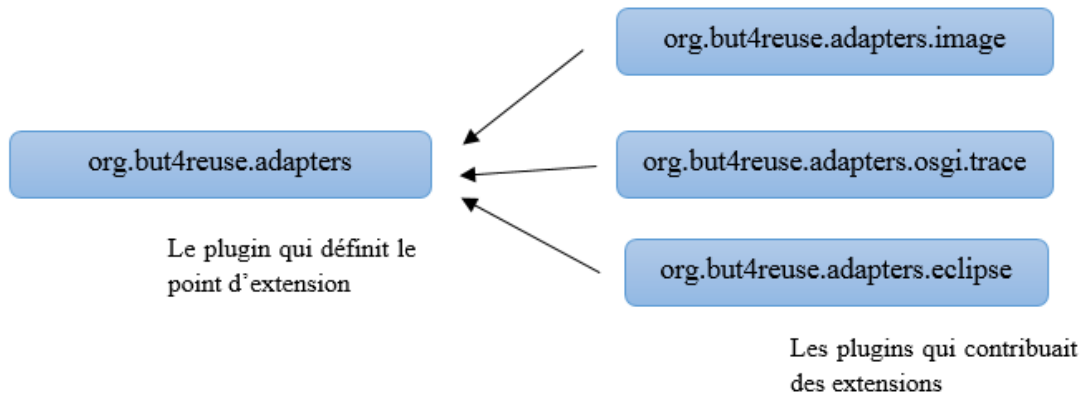 org.but4reuse.adapters.image
org.but4reuse.adapters
org.but4reuse.adapters.osgi.trace
Le plugin qui définit le
point d’extension
org.but4reuse.adapters.eclipse
Les plugins qui contribuait
des extensions